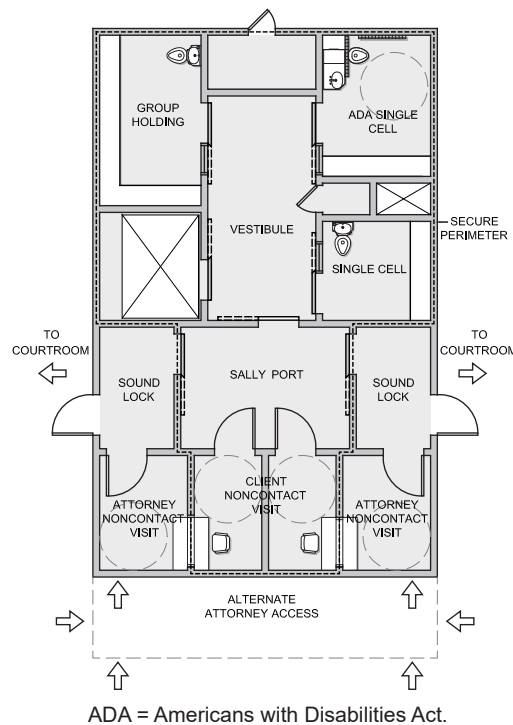 GROUP
HOLDING
ADA SINGLE
CELL
VESTIBULE
SECURE
PERIMETER
SINGLE CELL
TO
COURTROOM
TO
COURTROOM
SOUND
LOCK
SALLY PORT
SOUND
LOCK
ATTORNEY
NONCONTACT
VISIT
CLIENT
NONCONTACT
VISIT
ATTORNEY
NONCONTACT
VISIT
ALTERNATE
ATTORNEY ACCESS
ADA = Americans with Disabilities Act.